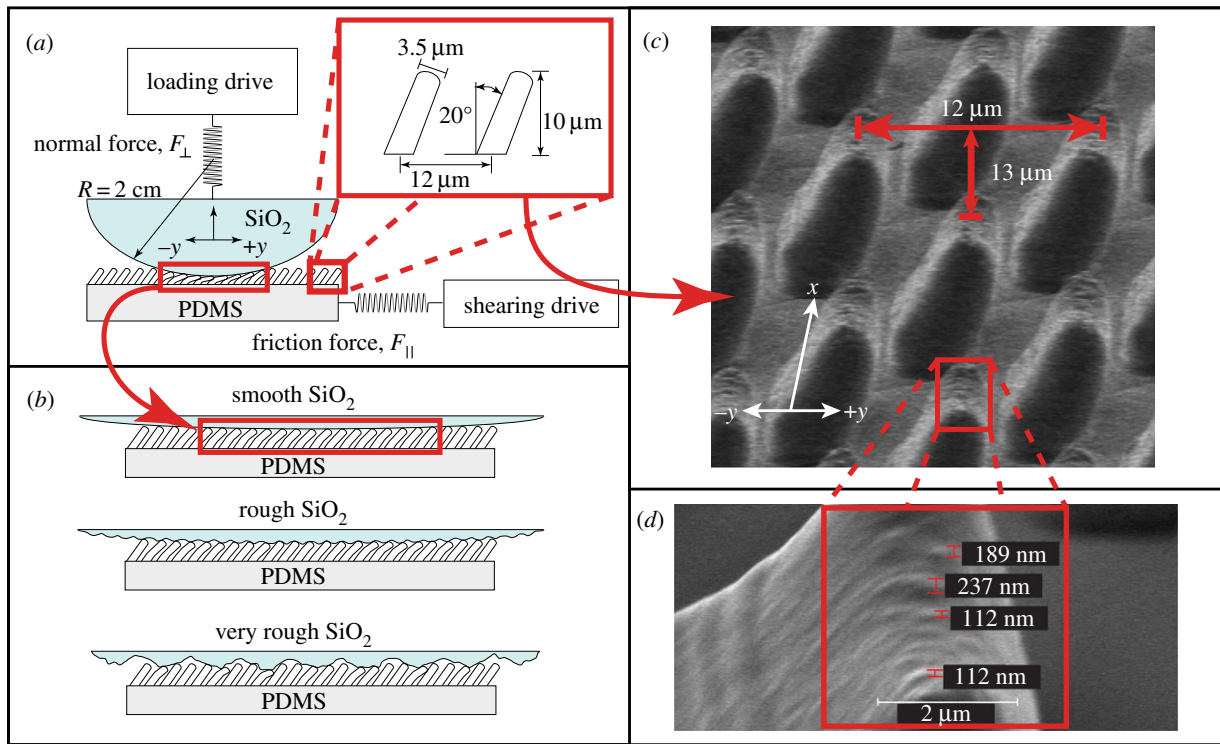 (a)
loading drive
normal force, F⊥
R = 2 cm
SiO2
–y
+y
PDMS
shearing drive
friction force, F||
3.5 µm
20°
10 µm
12 µm
(b)
smooth SiO2
PDMS
rough SiO2
PDMS
very rough SiO2
PDMS
(c)
12 µm
13 µm
x
–y
+y
(d)
189 nm
237 nm
112 nm
112 nm
2 µm